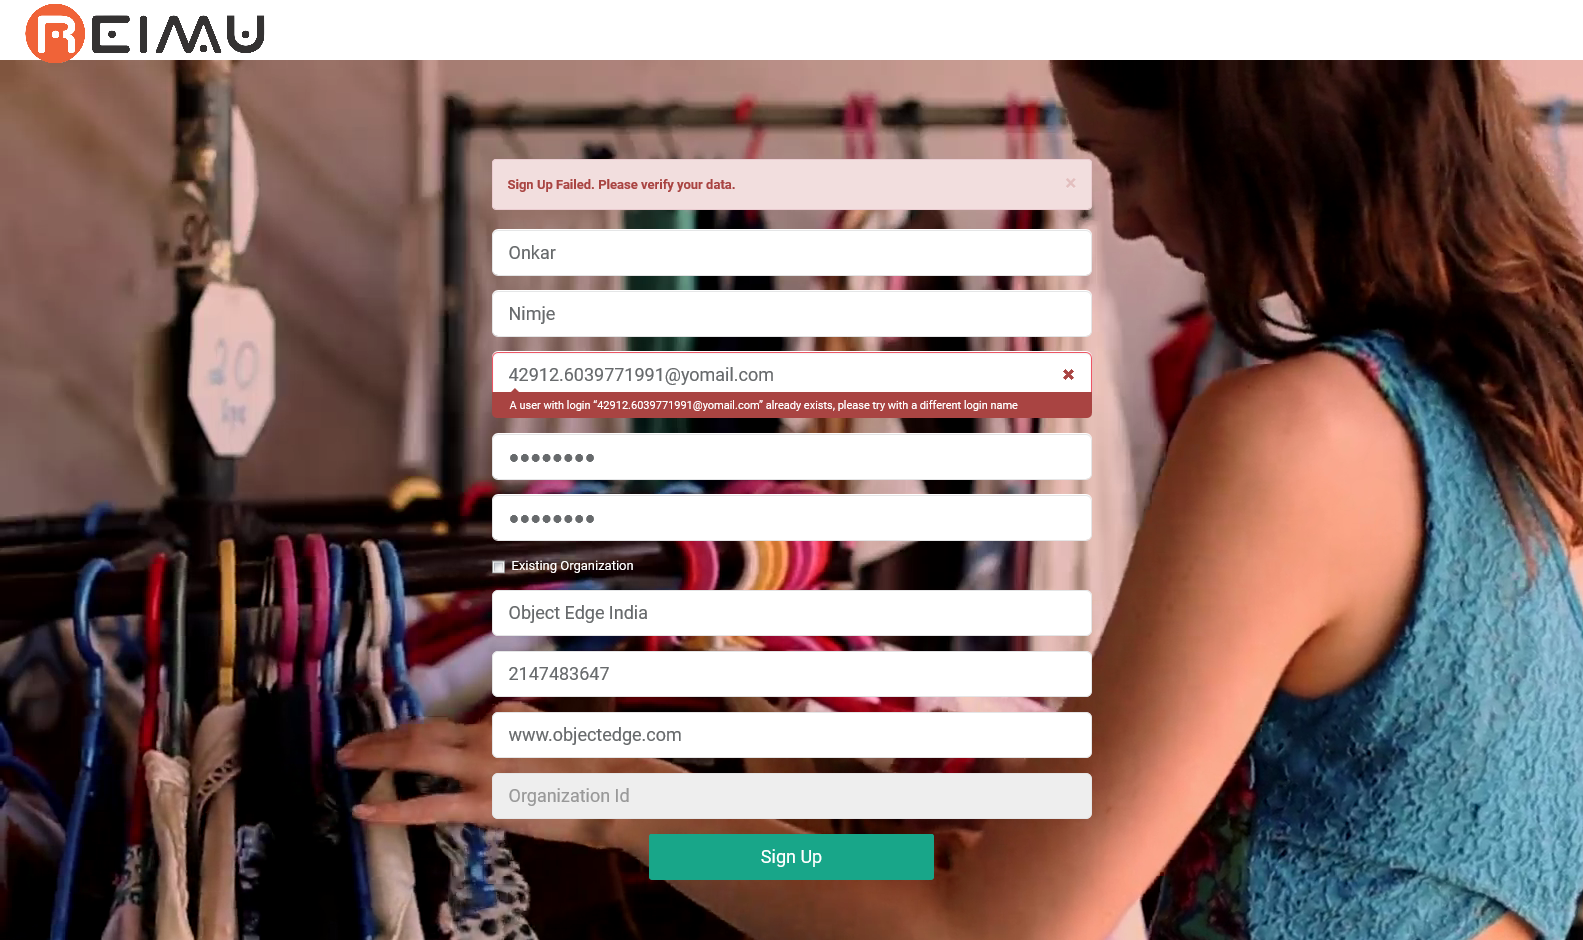 REIMU
Sign Up Failed. Please verify your data.
×
Onkar
Nimje
42912.6039771991@yomail.com
A user with login “42912.6039771991@yomail.com” already exists, please try with a different login name
••••••••
••••••••
Existing Organization
Object Edge India
2147483647
www.objectedge.com
Organization Id
Sign Up
20